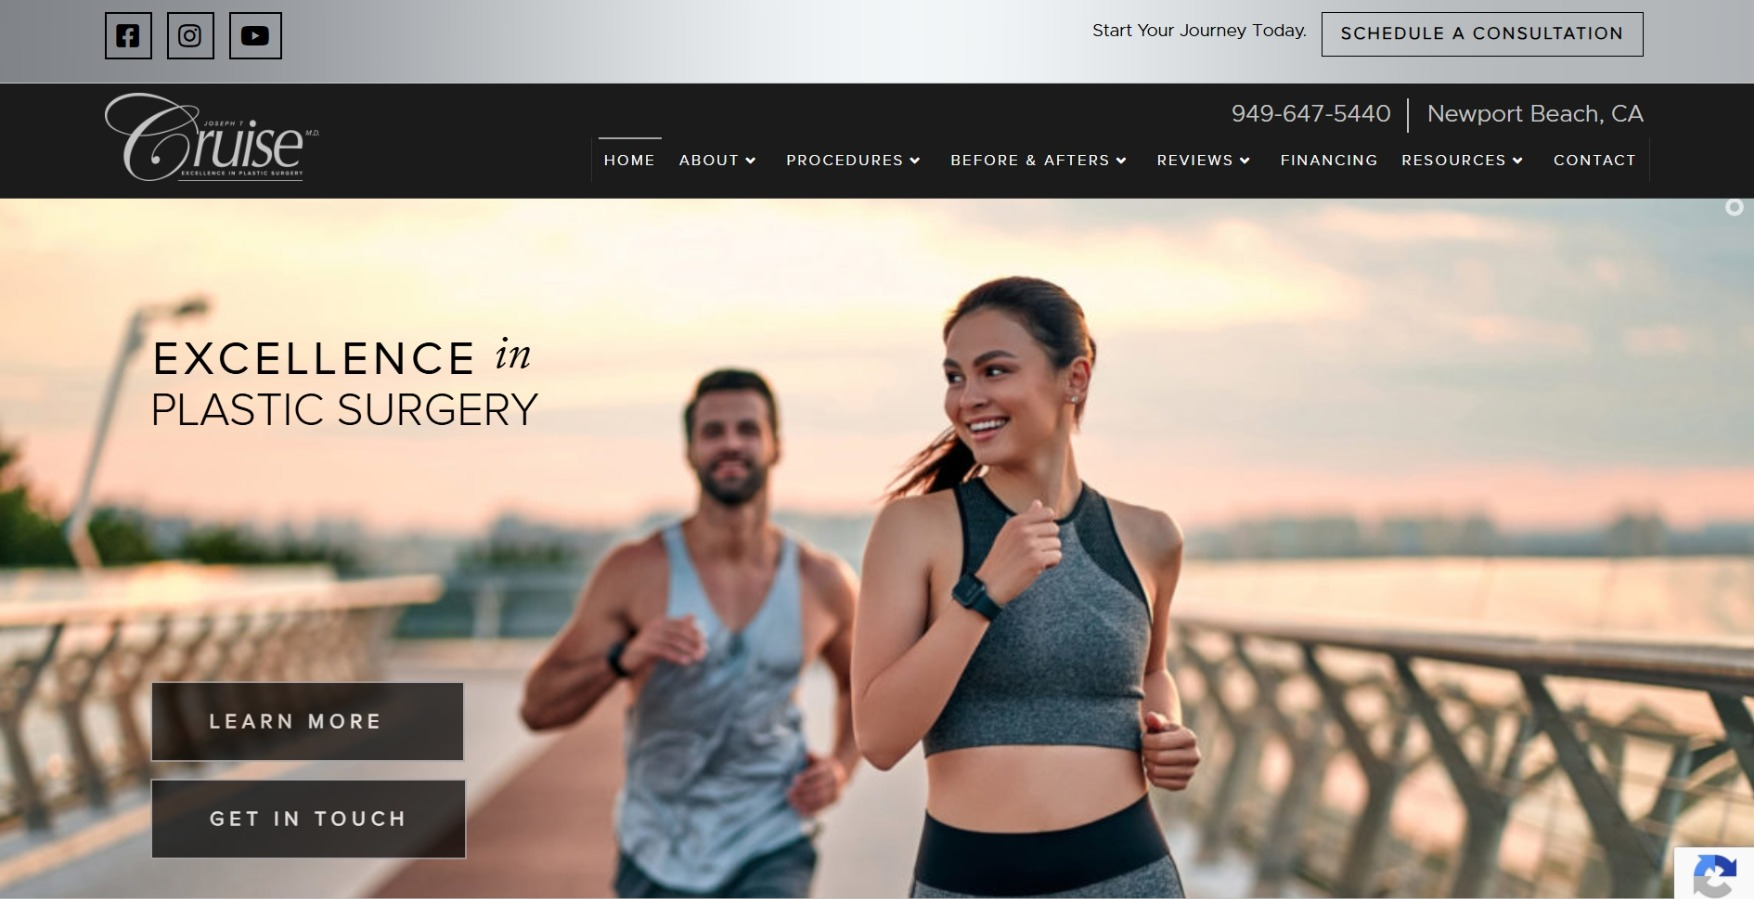 Start Your Journey Today.
SCHEDULE A CONSULTATION
949-647-5440
Newport Beach, CA
JOSEPH T
Cruise M.D.
EXCELLENCE IN PLASTIC SURGERY
HOME ABOUT PROCEDURES BEFORE & AFTERS REVIEWS FINANCING RESOURCES CONTACT
EXCELLENCE in
PLASTIC SURGERY
LEARN MORE
GET IN TOUCH